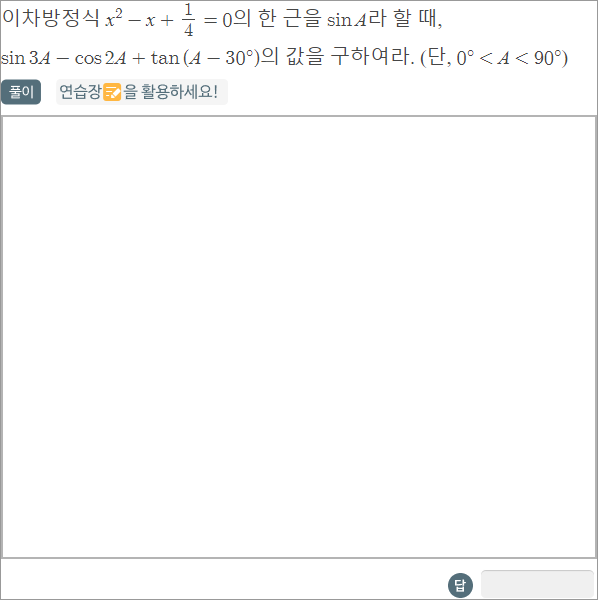 이차방정식 x² − x + 1/4 = 0의 한 근을 sin A라 할 때,
sin 3A − cos 2A + tan (A − 30°)의 값을 구하여라. (단, 0° < A < 90°)
풀이 연습장을 활용하세요!
답